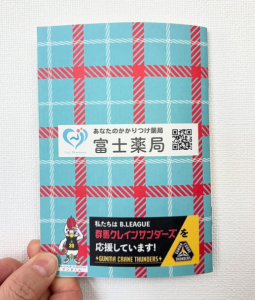 あなたのかかりつけ薬局
富士薬局
私たちは B.LEAGUE
群馬クレインサンダーズを
応援しています!
GUNMA CRANE THUNDERS